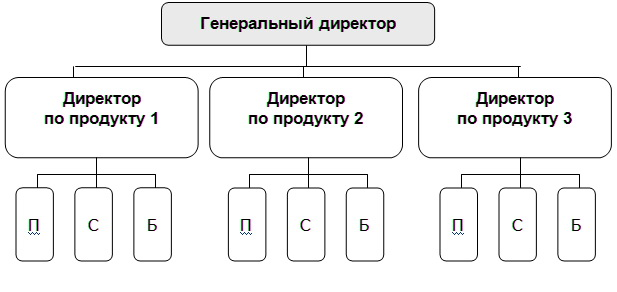 Генеральный директор
Директор
по продукту 1
Директор
по продукту 2
Директор
по продукту 3
П
С
Б
П
С
Б
П
С
Б